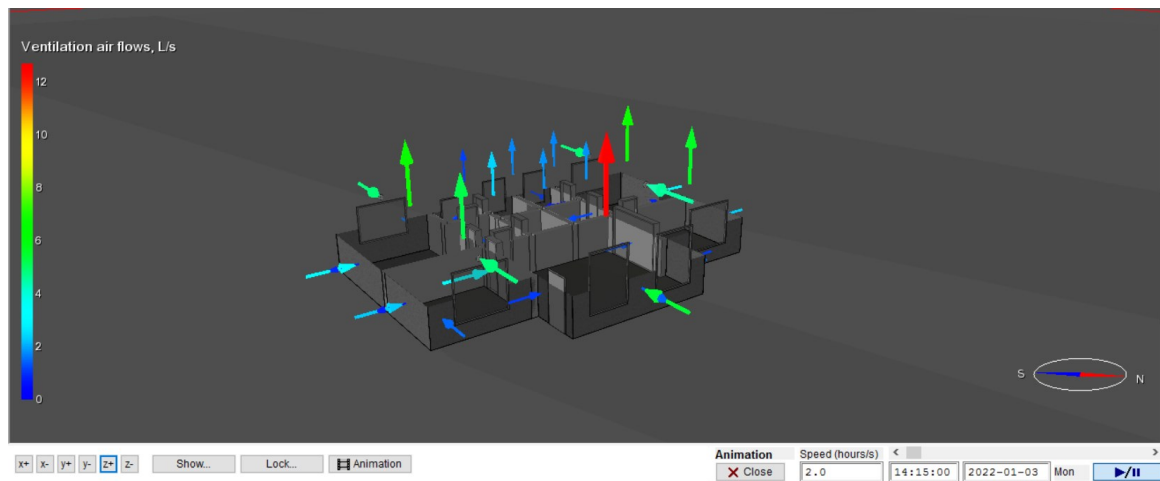 Ventilation air flows, L/s
12
10
8
6
4
2
0
S
N
x+ x- y+ y- z+ z- Show... Lock... Animation
Animation Speed (hours/s) < >
Close 2.0 14:15:00 2022-01-03 Mon